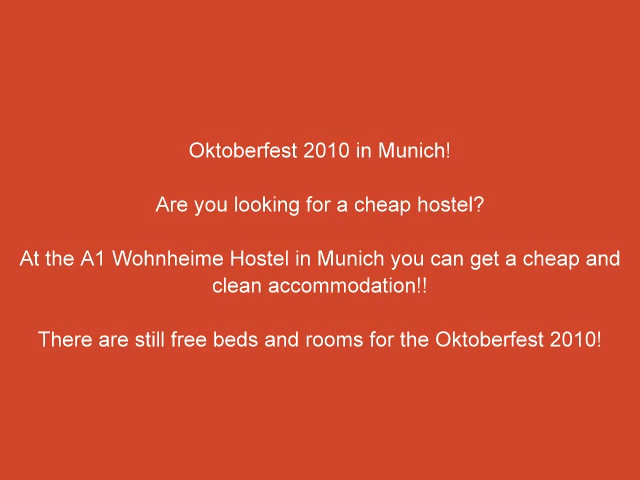 Oktoberfest 2010 in Munich!
Are you looking for a cheap hostel?
At the A1 Wohnheime Hostel in Munich you can get a cheap and
clean accommodation!!
There are still free beds and rooms for the Oktoberfest 2010!